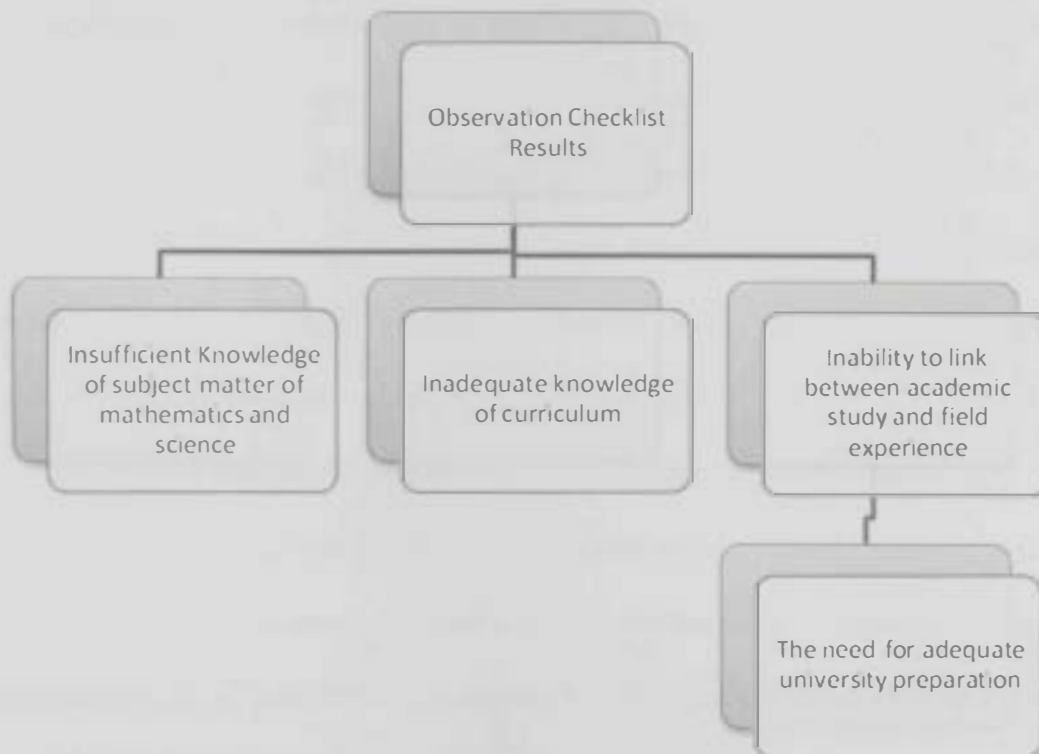 Observation Checklist
Results
Insufficient Knowledge
of subject matter of
mathematics and
science
Inadequate knowledge
of curriculum
Inability to link
between academic
study and field
experience
The need for adequate
university preparation